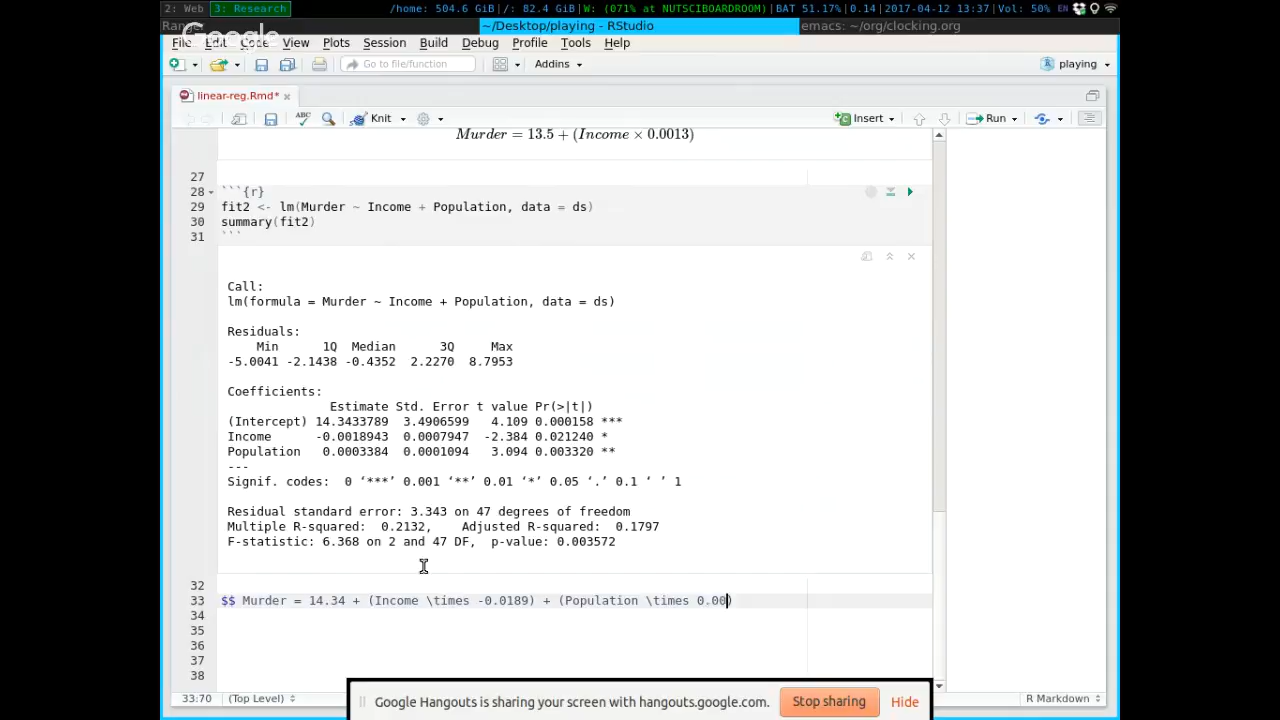 2: Web 3: Research /home: 504.6 GiB|/: 82.4 GiB|W: (071% at NUTSCIBOARDROOM)|BAT 51.17%|0.14|2017-04-12 13:37|Vol: 50% EN
~/Desktop/playing - RStudio emacs: ~/org/clocking.org
Google
File Edit Code View Plots Session Build Debug Profile Tools Help
Go to file/function Addins playing
linear-reg.Rmd*
ABC Knit Insert Run
Murder = 13.5 + (Income × 0.0013)
27
28 ```{r}
29 fit2 <- lm(Murder ~ Income + Population, data = ds)
30 summary(fit2)
31 ```
Call:
lm(formula = Murder ~ Income + Population, data = ds)
Residuals:
Min 1Q Median 3Q Max
-5.0041 -2.1438 -0.4352 2.2270 8.7953
Coefficients:
Estimate Std. Error t value Pr(>|t|)
(Intercept) 14.3433789 3.4906599 4.109 0.000158 ***
Income -0.0018943 0.0007947 -2.384 0.021240 *
Population 0.0003384 0.0001094 3.094 0.003320 **
---
Signif. codes: 0 ‘***’ 0.001 ‘**’ 0.01 ‘*’ 0.05 ‘.’ 0.1 ‘ ’ 1
Residual standard error: 3.343 on 47 degrees of freedom
Multiple R-squared: 0.2132, Adjusted R-squared: 0.1797
F-statistic: 6.368 on 2 and 47 DF, p-value: 0.003572
32
33 $$ Murder = 14.34 + (Income \times -0.0189) + (Population \times 0.00)
34
35
36
37
38
33:70 (Top Level) R Markdown
Google Hangouts is sharing your screen with hangouts.google.com. Stop sharing Hide